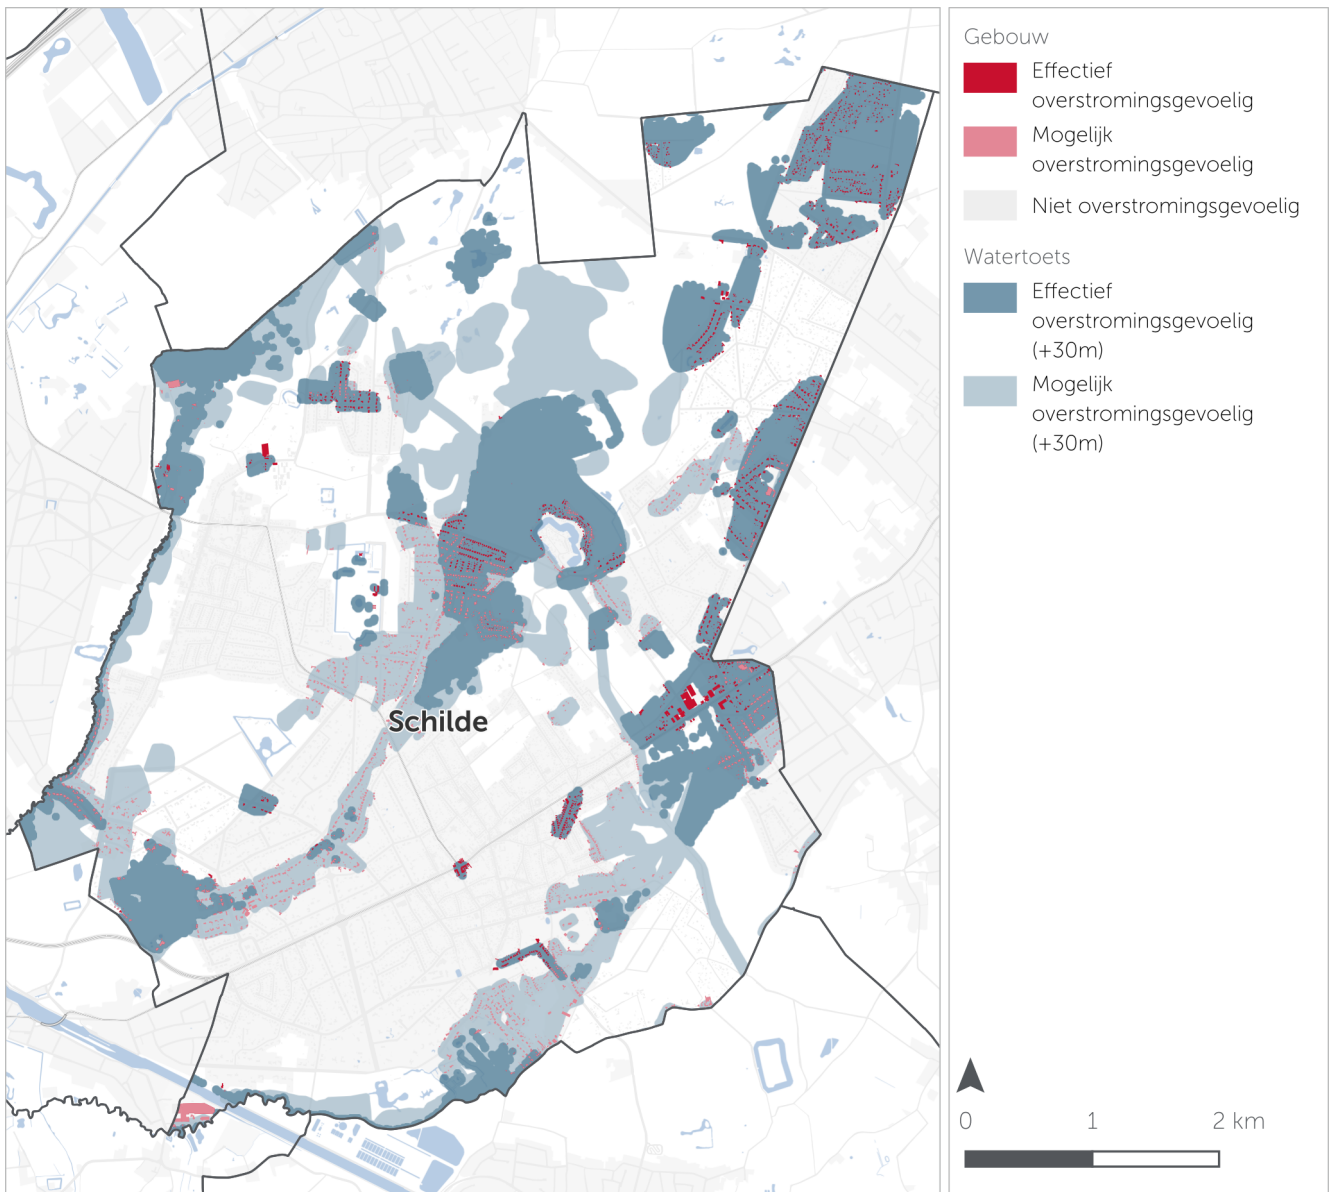 Gebouw
Effectief
overstromingsgevoelig
Mogelijk
overstromingsgevoelig
Niet overstromingsgevoelig
Watertoets
Effectief
overstromingsgevoelig
(+30m)
Mogelijk
overstromingsgevoelig
(+30m)
Schilde
0 1 2 km